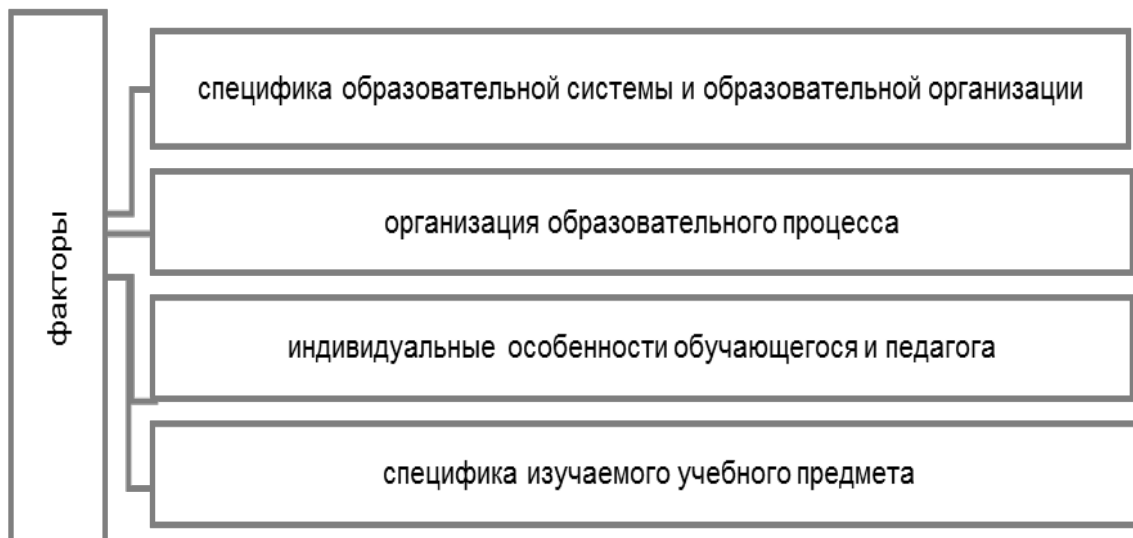 факторы
специфика образовательной системы и образовательной организации
организация образовательного процесса
индивидуальные особенности обучающегося и педагога
специфика изучаемого учебного предмета